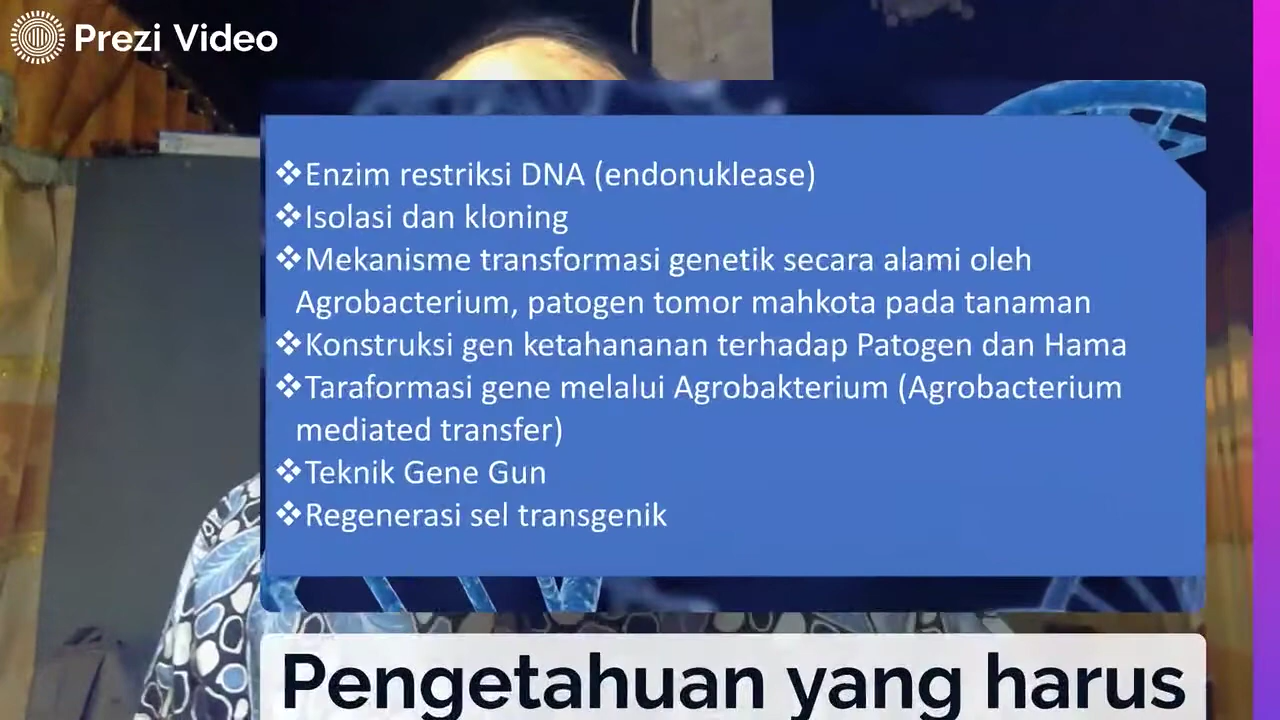 Prezi Video
❖Enzim restriksi DNA (endonuklease)
❖Isolasi dan kloning
❖Mekanisme transformasi genetik secara alami oleh
Agrobacterium, patogen tomor mahkota pada tanaman
❖Konstruksi gen ketahananan terhadap Patogen dan Hama
❖Taraformasi gene melalui Agrobakterium (Agrobacterium
mediated transfer)
❖Teknik Gene Gun
❖Regenerasi sel transgenik
Pengetahuan yang harus